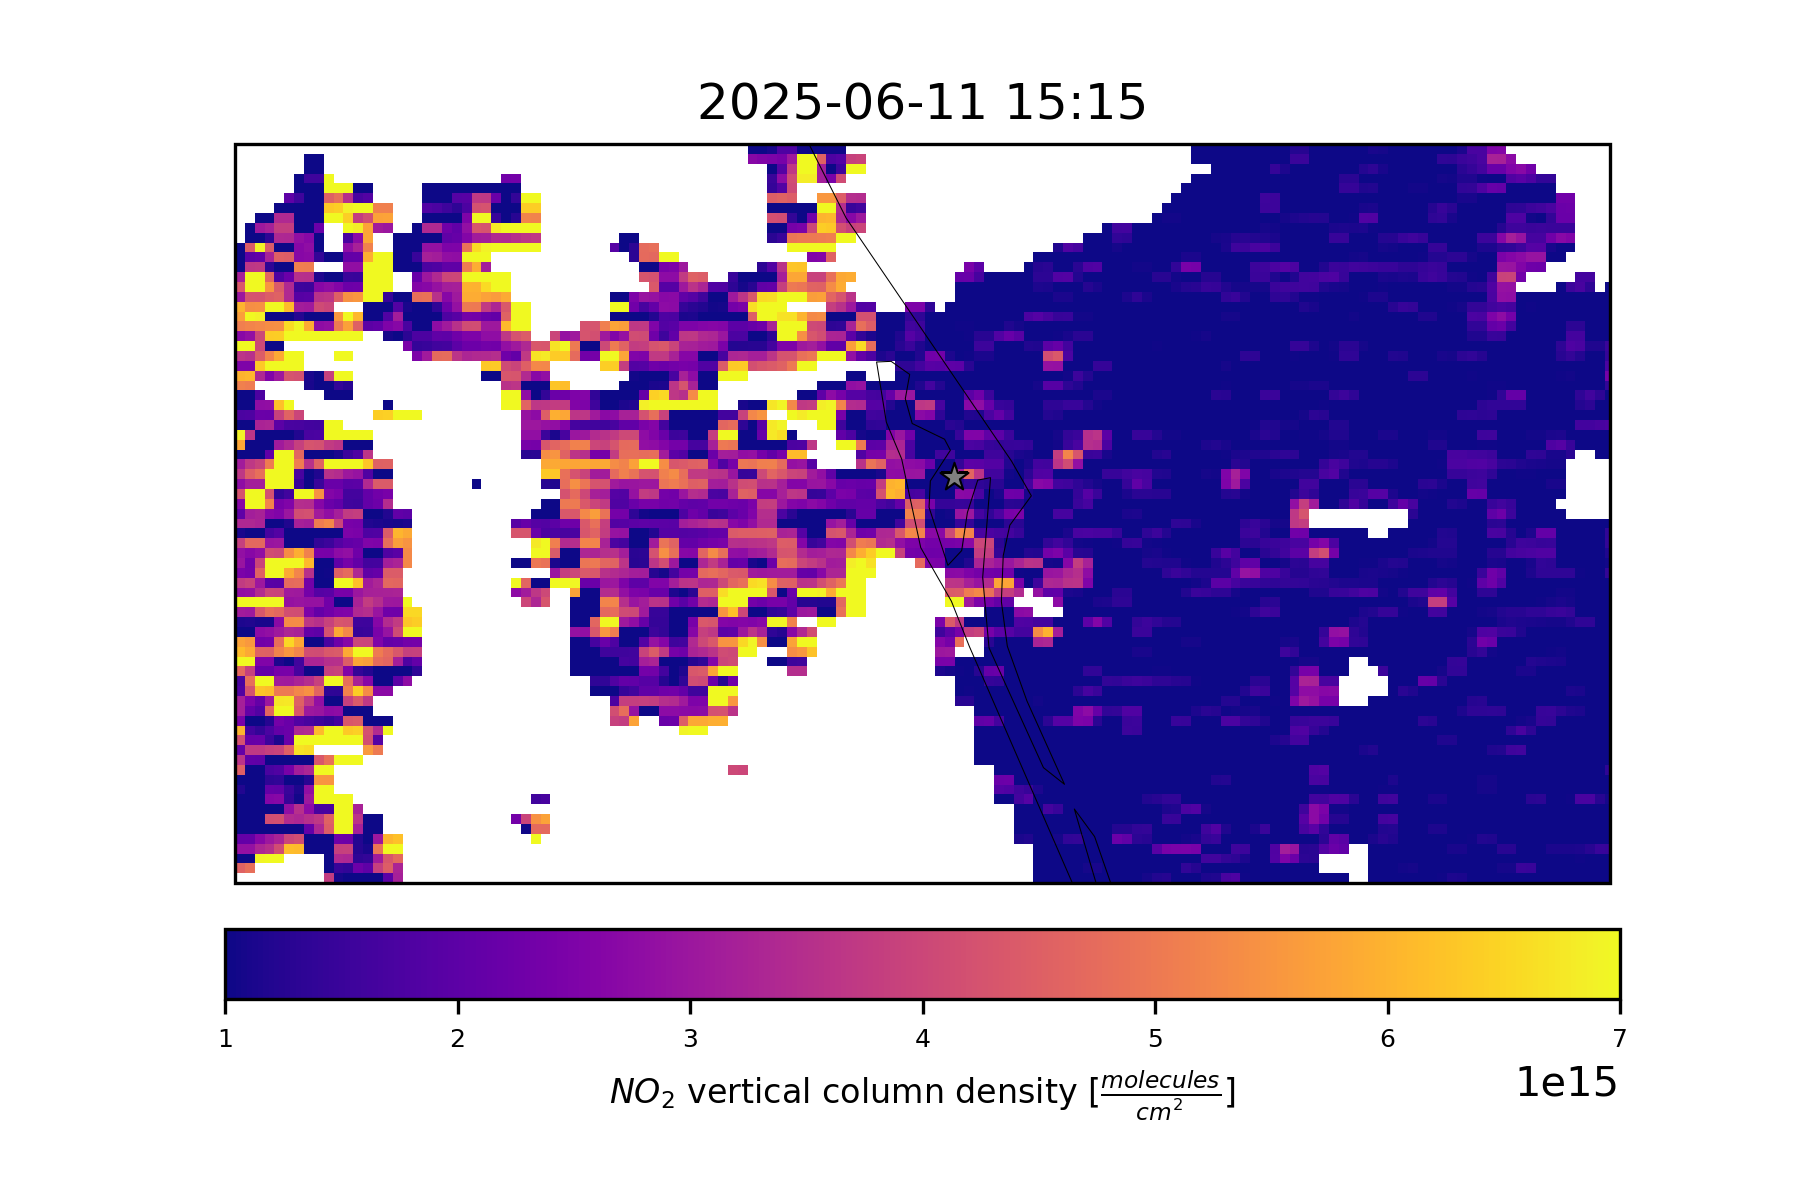 2025-06-11 15:15
1 2 3 4 5 6 7
1e15
NO₂ vertical column density [molecules/cm²]